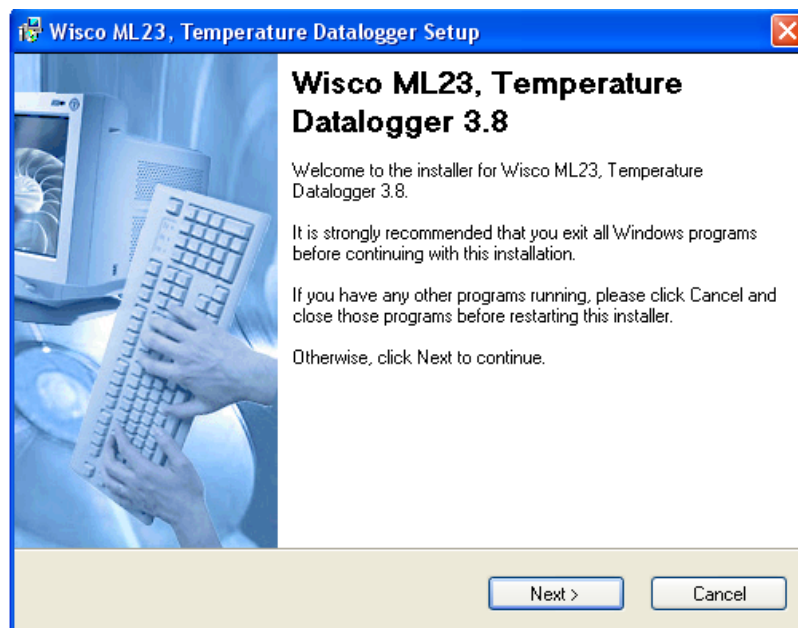 Wisco ML23, Temperature Datalogger Setup
Wisco ML23, Temperature
Datalogger 3.8
Welcome to the installer for Wisco ML23, Temperature
Datalogger 3.8.
It is strongly recommended that you exit all Windows programs
before continuing with this installation.
If you have any other programs running, please click Cancel and
close those programs before restarting this installer.
Otherwise, click Next to continue.
Next >
Cancel